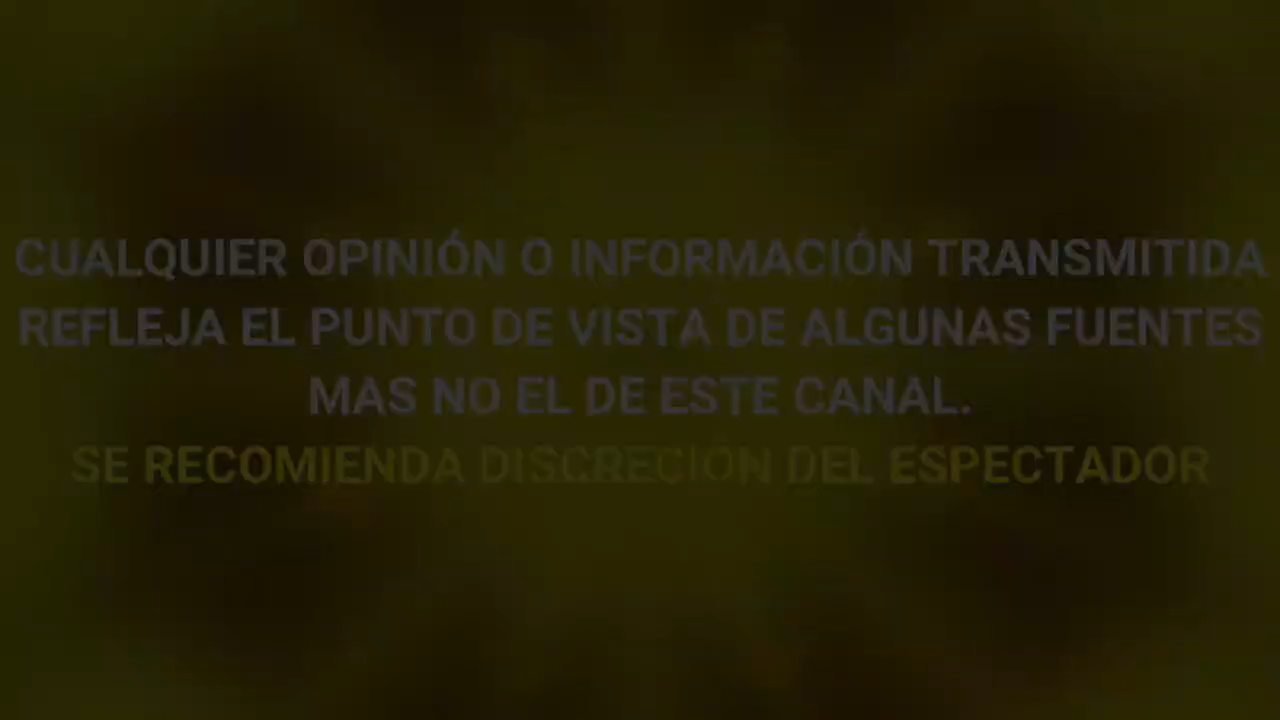 CUALQUIER OPINIÓN O INFORMACIÓN TRANSMITIDA
REFLEJA EL PUNTO DE VISTA DE ALGUNAS FUENTES
MAS NO EL DE ESTE CANAL.
SE RECOMIENDA DISCRECIÓN DEL ESPECTADOR